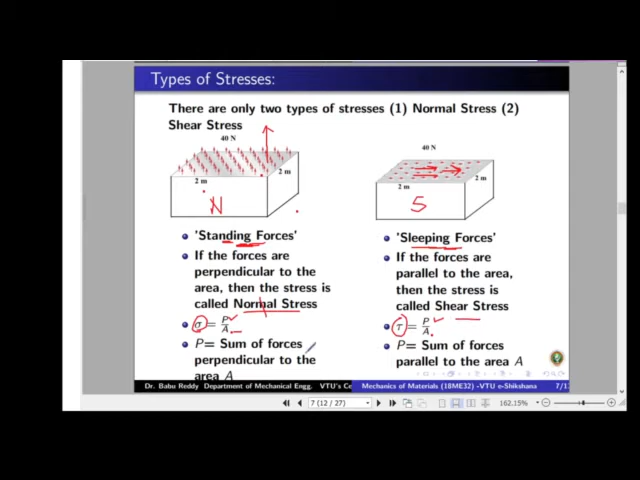 Types of Stresses:
There are only two types of stresses (1) Normal Stress (2)
Shear Stress
40 N
2 m
2 m
N
• 'Standing Forces'
• If the forces are
perpendicular to the
area, then the stress is
called Normal Stress
• σ = P/A
• P= Sum of forces
perpendicular to the
area A
40 N
2 m
2 m
S
• 'Sleeping Forces'
• If the forces are
parallel to the area,
then the stress is
called Shear Stress
• τ = P/A
• P= Sum of forces
parallel to the area A
Dr. Babu Reddy Department of Mechanical Engg. VTU's Ce
Mechanics of Materials (18ME32) -VTU e-Shikshana
7 (12 / 27)
162.15%